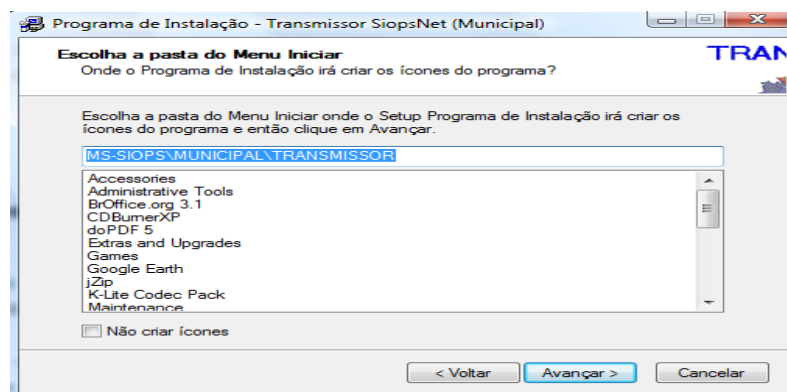 Programa de Instalação - Transmissor SiopsNet (Municipal)
Escolha a pasta do Menu Iniciar
TRAN
Onde o Programa de Instalação irá criar os ícones do programa?
Escolha a pasta do Menu Iniciar onde o Setup Programa de Instalação irá criar os
ícones do programa e então clique em Avançar.
MS-SIOPS\MUNICIPAL\TRANSMISSOR
Accessories
Administrative Tools
BrOffice.org 3.1
CDBurnerXP
doPDF 5
Extras and Upgrades
Games
Google Earth
jZip
K-Lite Codec Pack
Maintenance
Não criar ícones
< Voltar
Avançar >
Cancelar